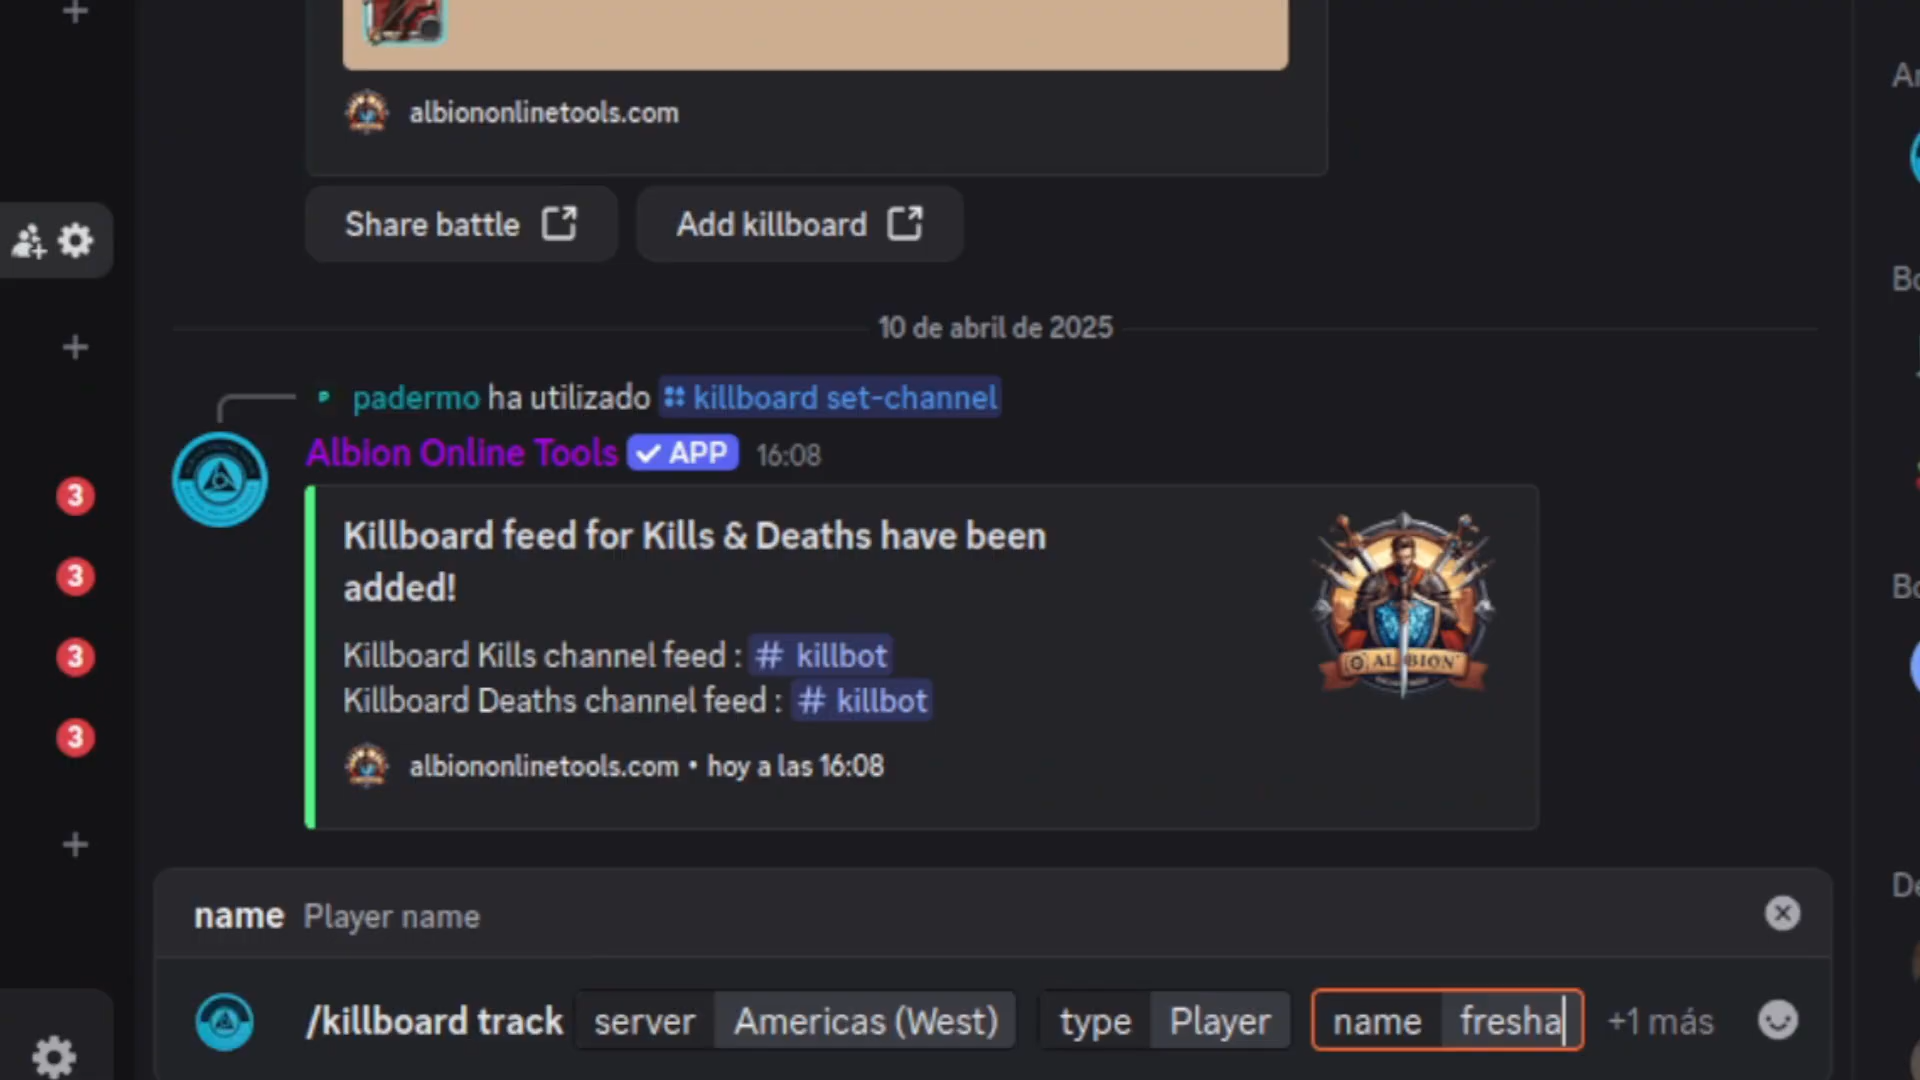 albiononlinetools.com
Share battle
Add killboard
10 de abril de 2025
padermo ha utilizado killboard set-channel
Albion Online Tools APP 16:08
Killboard feed for Kills & Deaths have been
added!
Killboard Kills channel feed : # killbot
Killboard Deaths channel feed : # killbot
albiononlinetools.com • hoy a las 16:08
ALBION
3
3
3
3
name Player name
/killboard track server Americas (West) type Player name fresha +1 más